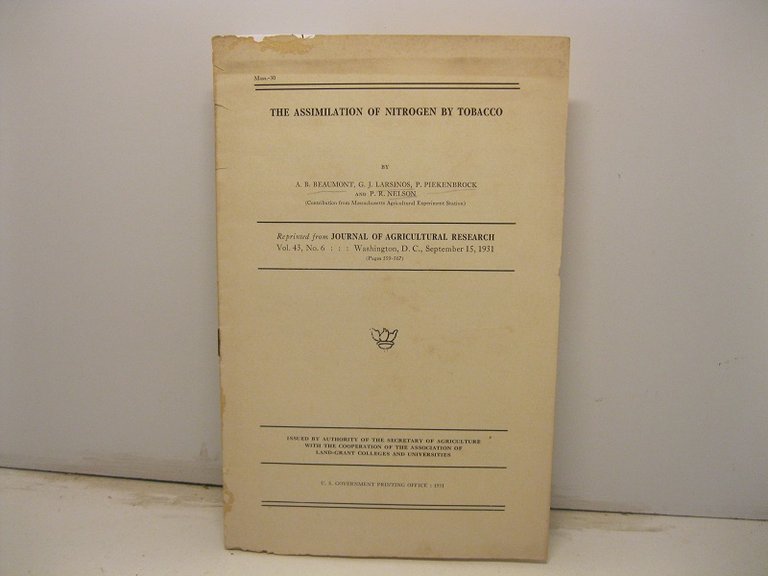 Mass.-30
THE ASSIMILATION OF NITROGEN BY TOBACCO
BY
A. B. BEAUMONT, G. J. LARSINOS, P. PIEKENBROCK
AND P. R. NELSON
(Contribution from Massachusetts Agricultural Experiment Station)
Reprinted from JOURNAL OF AGRICULTURAL RESEARCH
Vol. 43, No. 6 : : : Washington, D. C., September 15, 1931
(Pages 559-567)
ISSUED BY AUTHORITY OF THE SECRETARY OF AGRICULTURE
WITH THE COOPERATION OF THE ASSOCIATION OF
LAND-GRANT COLLEGES AND UNIVERSITIES
U. S. GOVERNMENT PRINTING OFFICE : 1931